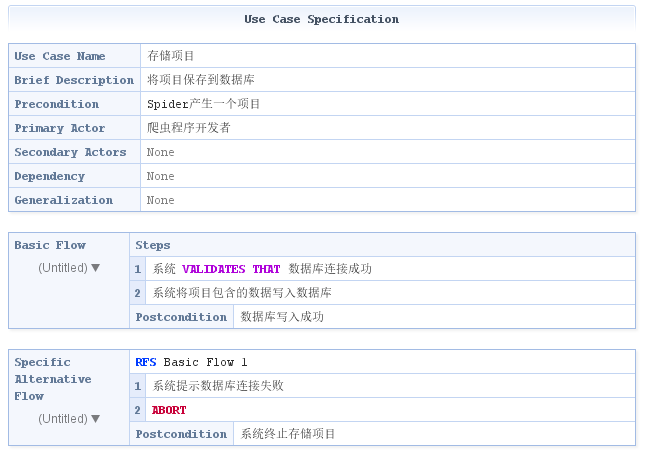 Use Case Specification
Use Case Name 存储项目
Brief Description 将项目保存到数据库
Precondition Spider产生一个项目
Primary Actor 爬虫程序开发者
Secondary Actors None
Dependency None
Generalization None
Basic Flow Steps
(Untitled) ▼
1 系统 VALIDATES THAT 数据库连接成功
2 系统将项目包含的数据写入数据库
Postcondition 数据库写入成功
Specific
Alternative
Flow
(Untitled) ▼
RFS Basic Flow 1
1 系统提示数据库连接失败
2 ABORT
Postcondition 系统终止存储项目